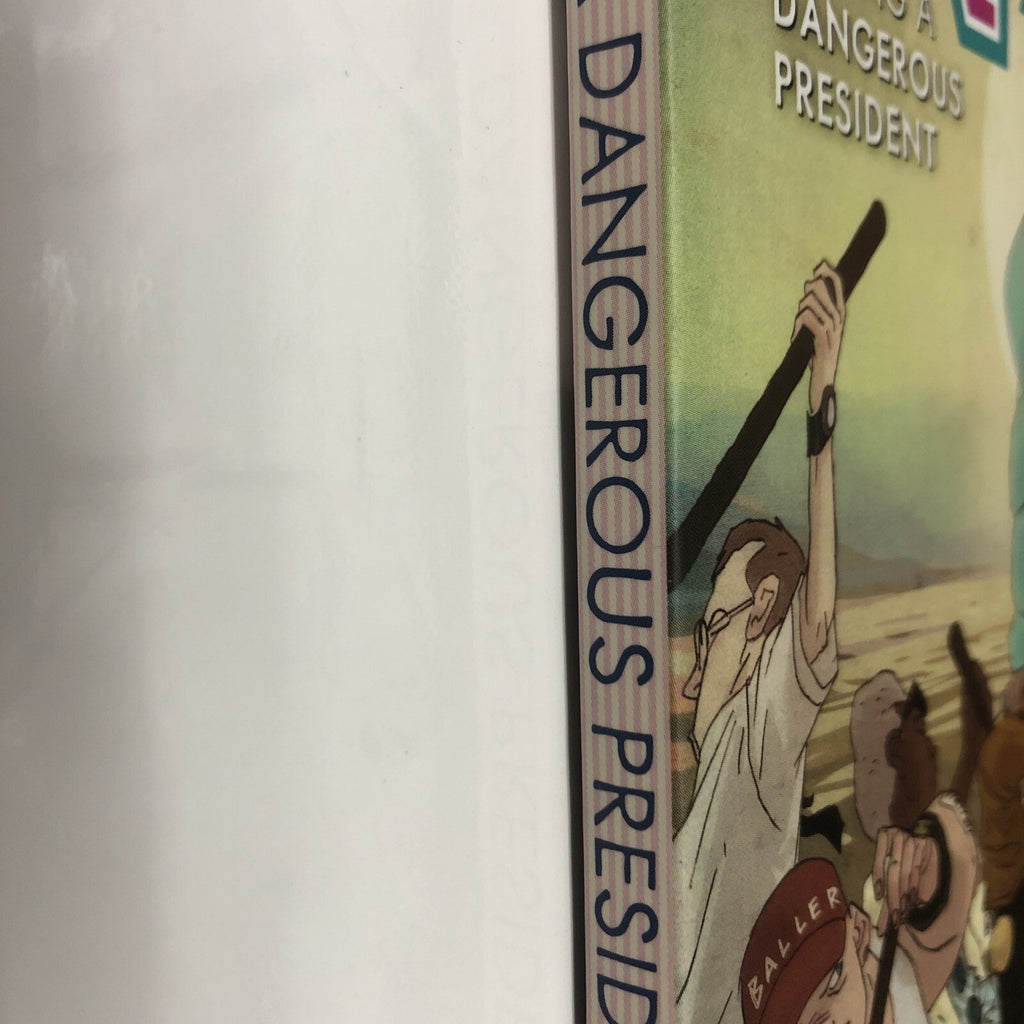 A DANGEROUS PRESID
G A
DANGEROUS
PRESIDENT
BALLER